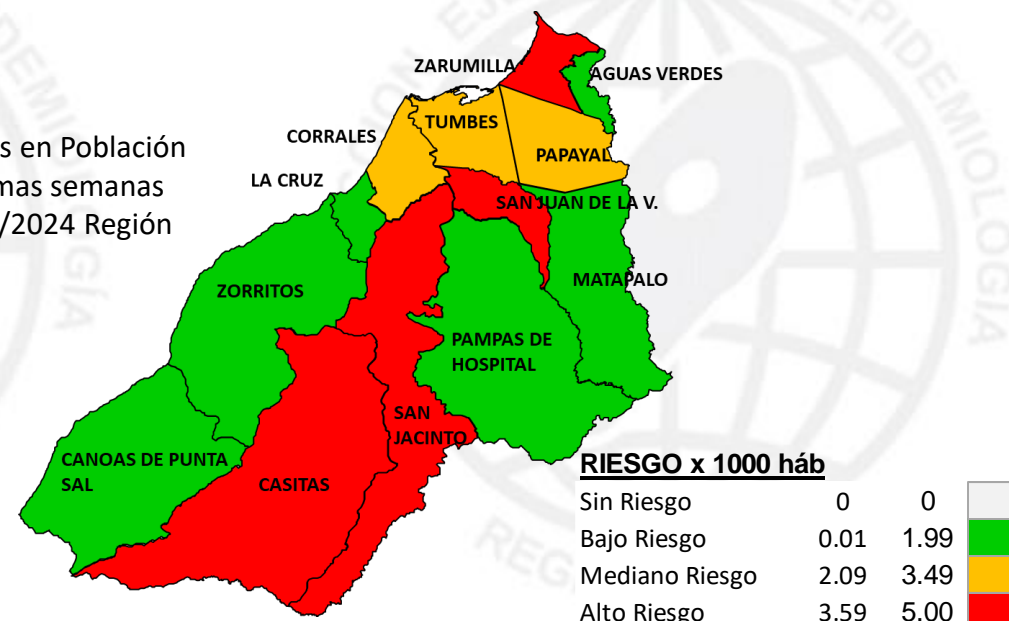 ZARUMILLA
AGUAS VERDES
CORRALES
TUMBES
PAPAYAL
s en Población
mas semanas
/2024 Región
LA CRUZ
SAN JUAN DE LA V.
ZORRITOS
MATAPALO
PAMPAS DE
HOSPITAL
SAN
JACINTO
CANOAS DE PUNTA
SAL
CASITAS
RIESGO x 1000 háb
Sin Riesgo 0 0
Bajo Riesgo 0.01 1.99
Mediano Riesgo 2.09 3.49
Alto Riesgo 3.59 5.00